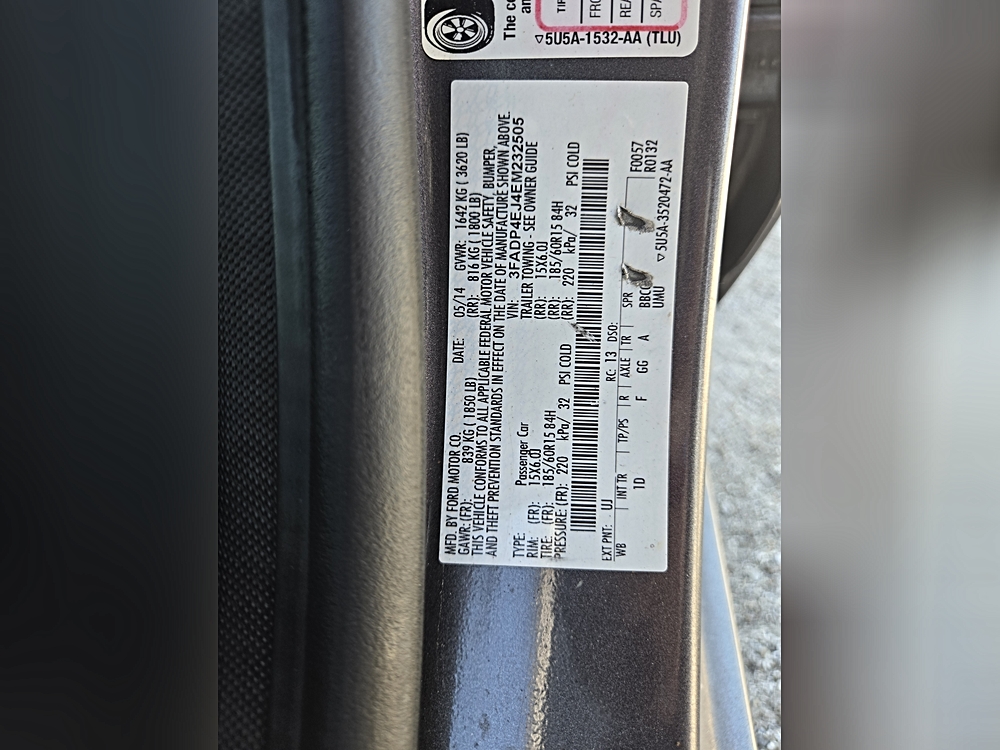 The co
an
TIR
FRO
REA
SPA
▽5U5A-1532-AA (TLU)
MFD. BY FORD MOTOR CO. DATE: 05/14 GVWR: 1642 KG ( 3620 LB)
GAWR: (FR): 839 KG ( 1850 LB) (RR): 816 KG ( 1800 LB)
THIS VEHICLE CONFORMS TO ALL APPLICABLE FEDERAL MOTOR VEHICLE SAFETY, BUMPER,
AND THEFT PREVENTION STANDARDS IN EFFECT ON THE DATE OF MANUFACTURE SHOWN ABOVE.
VIN: 3FADP4EJ4EM232505
TYPE: Passenger Car TRAILER TOWING - SEE OWNER GUIDE
RIM: (FR): 15X6.0J (RR): 15X6.0J
TIRE: (FR): 185/60R15 84H (RR): 185/60R15 84H
PRESSURE (FR): 220 kPa/ 32 PSI COLD (RR): 220 kPa/ 32 PSI COLD
EXT PNT: UJ RC: 13 DSO: F0057
WB INT TR TP/PS R AXLE TR SPR R0132
1D F GG A BBCC
UMU ▽5U5A-3520472-AA